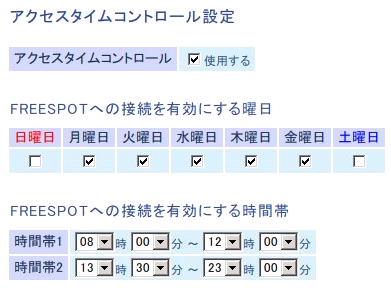 アクセスタイムコントロール設定
アクセスタイムコントロール 使用する
FREESPOTへの接続を有効にする曜日
日曜日 月曜日 火曜日 水曜日 木曜日 金曜日 土曜日
FREESPOTへの接続を有効にする時間帯
時間帯1 08 時 00 分 ～ 12 時 00 分
時間帯2 13 時 30 分 ～ 23 時 00 分